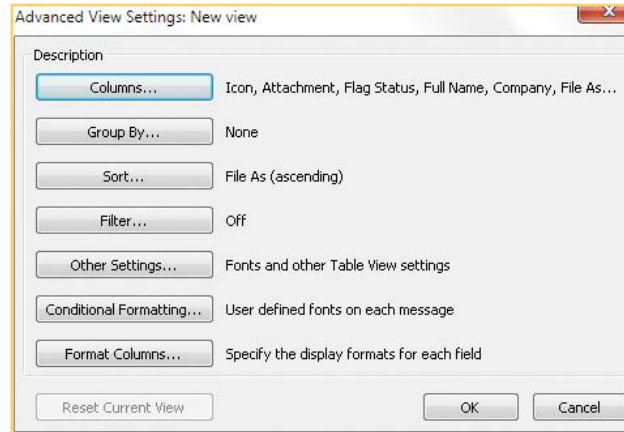 Advanced View Settings: New view
Description
Columns... Icon, Attachment, Flag Status, Full Name, Company, File As...
Group By... None
Sort... File As (ascending)
Filter... Off
Other Settings... Fonts and other Table View settings
Conditional Formatting... User defined fonts on each message
Format Columns... Specify the display formats for each field
Reset Current View OK Cancel